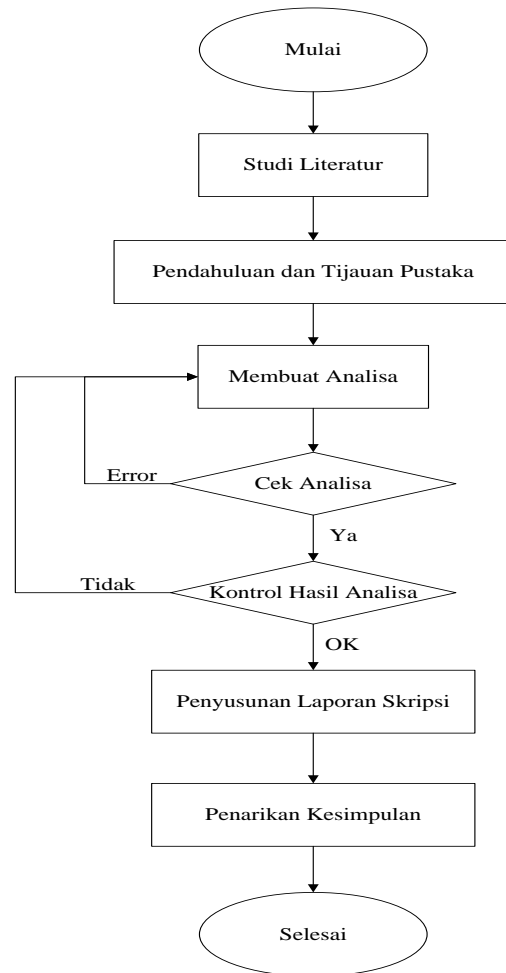 Mulai
Studi Literatur
Pendahuluan dan Tijauan Pustaka
Membuat Analisa
Error
Cek Analisa
Ya
Tidak
Kontrol Hasil Analisa
OK
Penyusunan Laporan Skripsi
Penarikan Kesimpulan
Selesai